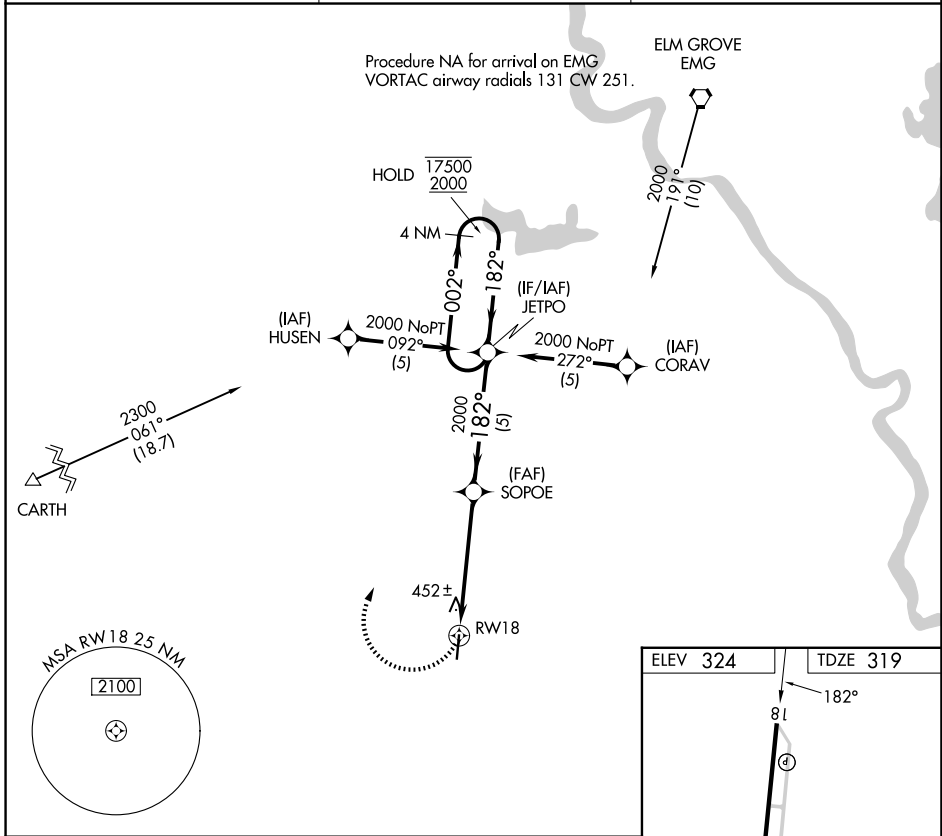 Procedure NA for arrival on EMG
VORTAC airway radials 131 CW 251.
ELM GROVE
EMG
2000
191°
(10)
HOLD
17500
2000
4 NM
002°
182°
(IF/IAF)
JETPO
(IAF)
HUSEN
2000 NoPT
092°
(5)
2000 NoPT
272°
(5)
(IAF)
CORAV
2300
061°
(18.7)
CARTH
2000
182°
(5)
(FAF)
SOPOE
452±
RW18
MSA RW18 25 NM
2100
ELEV 324
TDZE 319
182°
18
P